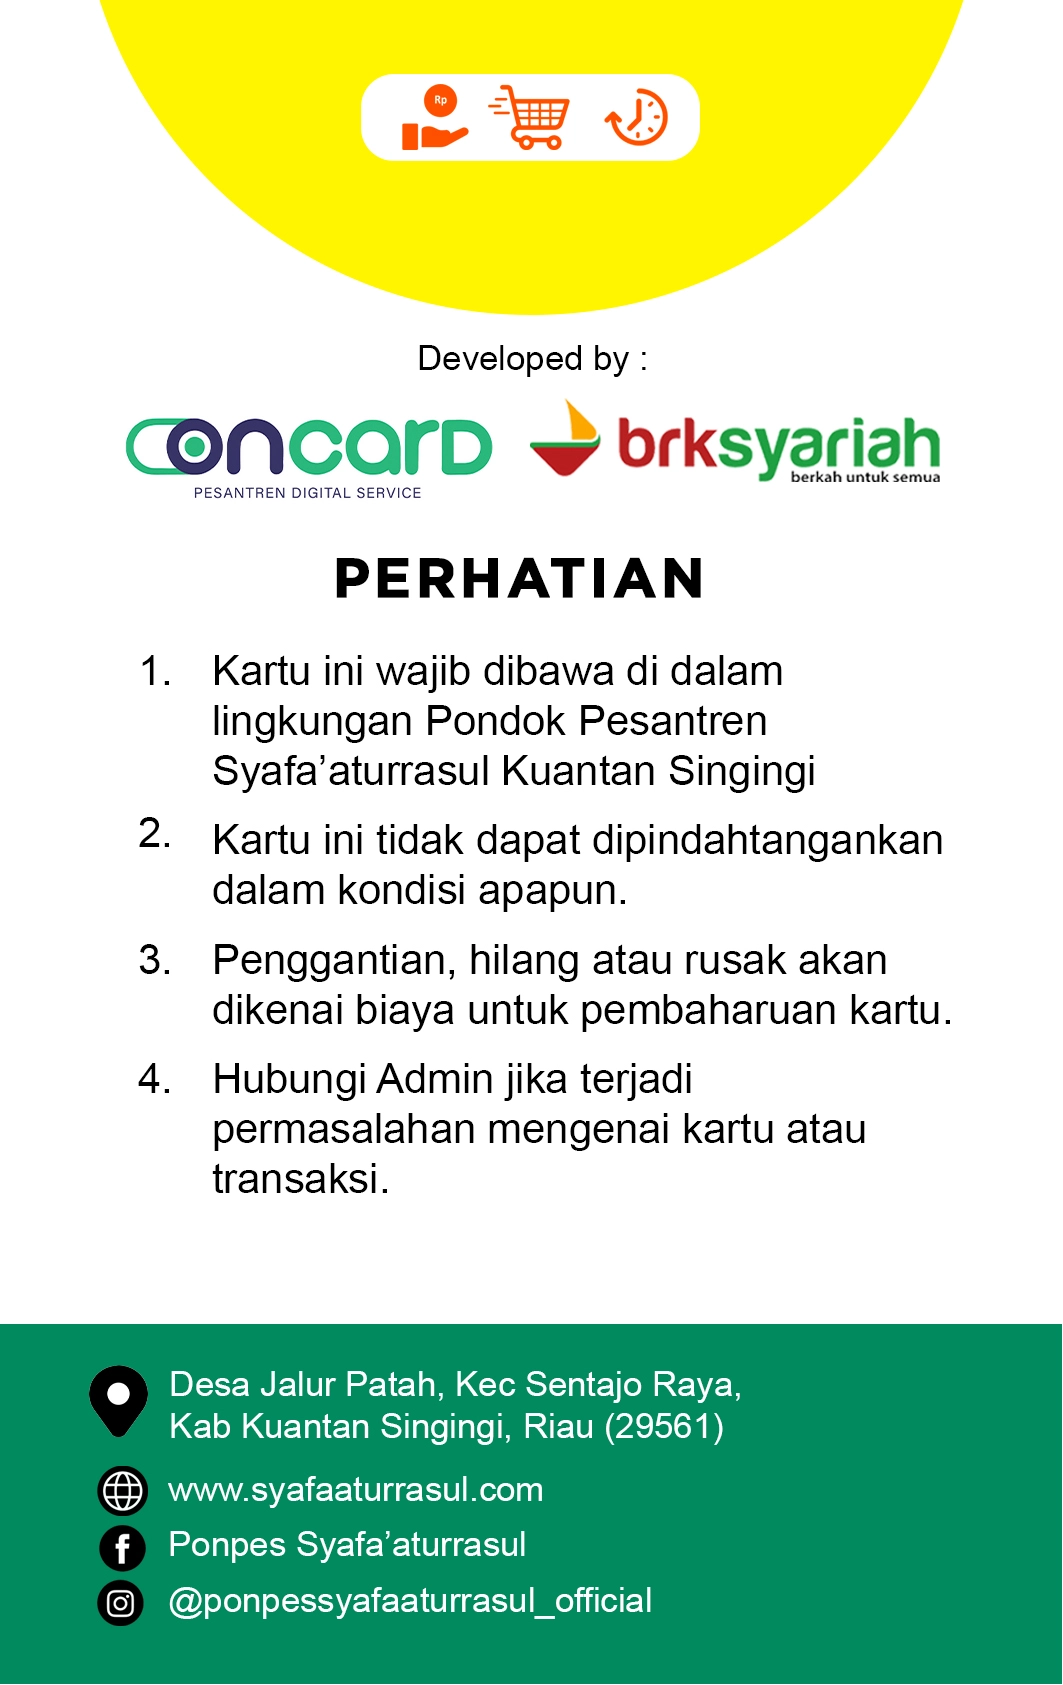 Rp
Developed by :
concard
PESANTREN DIGITAL SERVICE
brksyariah
berkah untuk semua
PERHATIAN
1. Kartu ini wajib dibawa di dalam
lingkungan Pondok Pesantren
Syafa’aturrasul Kuantan Singingi
2. Kartu ini tidak dapat dipindahtangankan
dalam kondisi apapun.
3. Penggantian, hilang atau rusak akan
dikenai biaya untuk pembaharuan kartu.
4. Hubungi Admin jika terjadi
permasalahan mengenai kartu atau
transaksi.
Desa Jalur Patah, Kec Sentajo Raya,
Kab Kuantan Singingi, Riau (29561)
www.syafaaturrasul.com
Ponpes Syafa’aturrasul
@ponpessyafaaturrasul_official